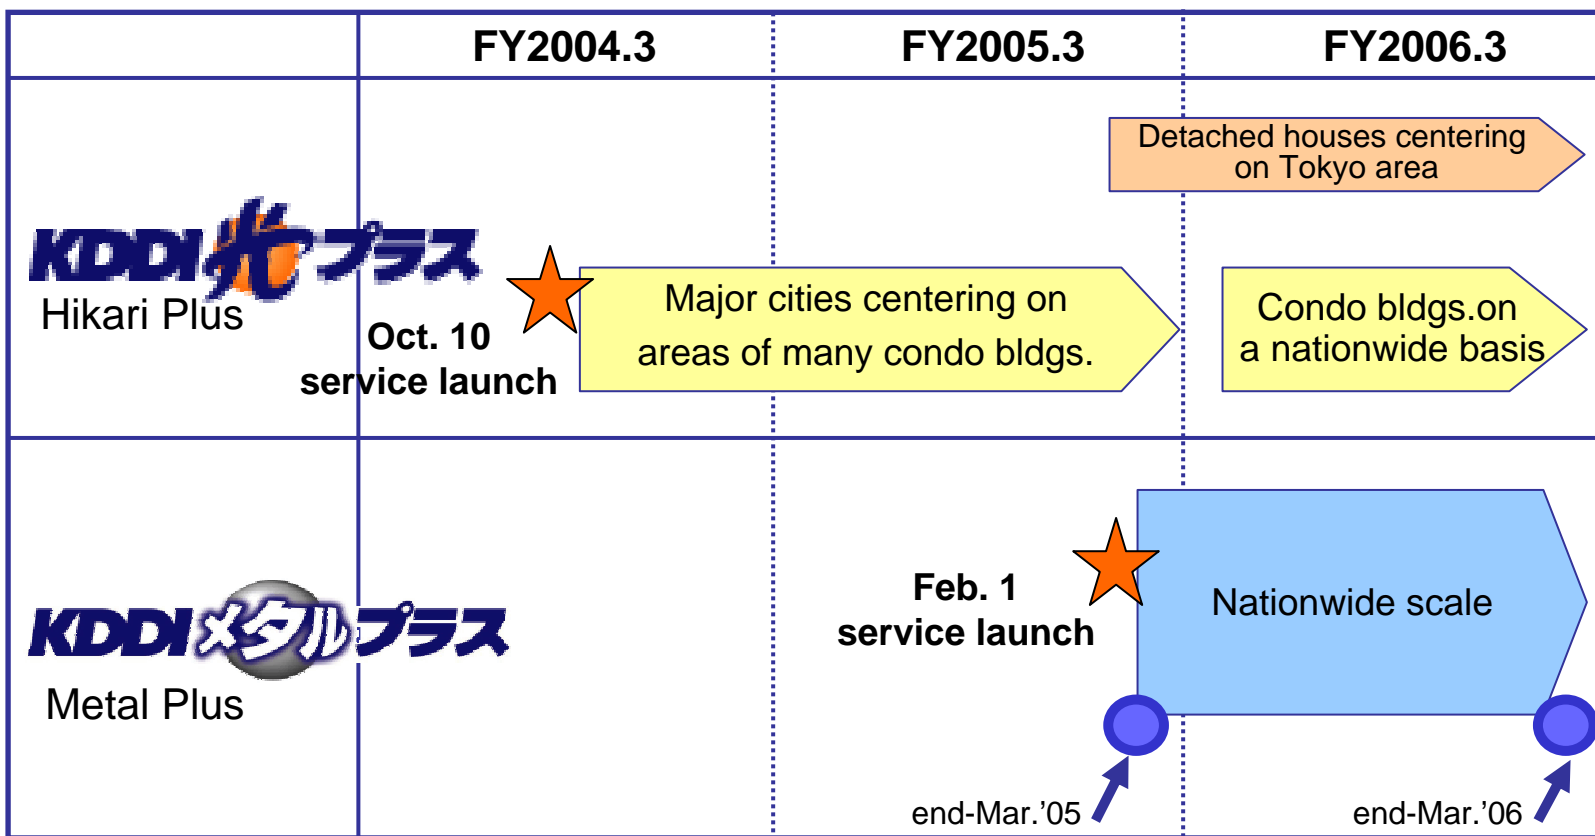 FY2004.3
FY2005.3
FY2006.3
Detached houses centering
on Tokyo area
KDDI光プラス
Hikari Plus
Oct. 10
service launch
Major cities centering on
areas of many condo bldgs.
Condo bldgs.on
a nationwide basis
KDDIメタルプラス
Metal Plus
Feb. 1
service launch
Nationwide scale
end-Mar.'05
end-Mar.'06